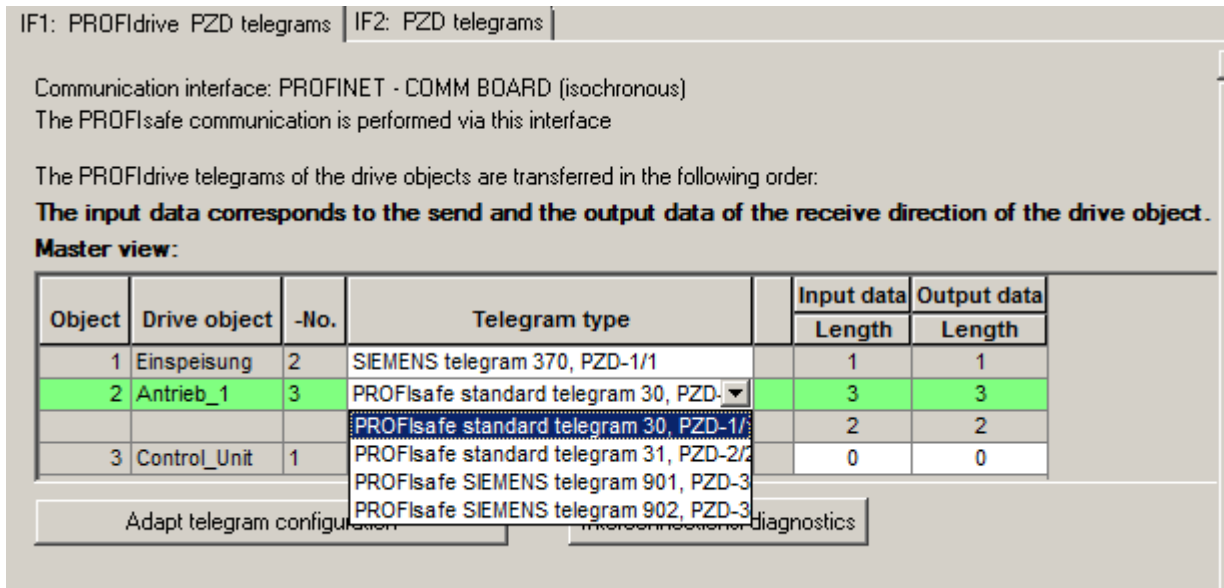 IF1: PROFIdrive PZD telegrams IF2: PZD telegrams
Communication interface: PROFINET - COMM BOARD (isochronous)
The PROFIsafe communication is performed via this interface
The PROFIdrive telegrams of the drive objects are transferred in the following order:
The input data corresponds to the send and the output data of the receive direction of the drive object.
Master view:
Object Drive object -No. Telegram type Input data Output data
Length Length
1 Einspeisung 2 SIEMENS telegram 370, PZD-1/1 1 1
2 Antrieb_1 3 PROFIsafe standard telegram 30, PZD- 3 3
PROFIsafe standard telegram 30, PZD-1/ 2 2
PROFIsafe standard telegram 31, PZD-2/2
3 Control_Unit 1 0 0
PROFIsafe SIEMENS telegram 901, PZD-3
PROFIsafe SIEMENS telegram 902, PZD-3
Adapt telegram diagnostics